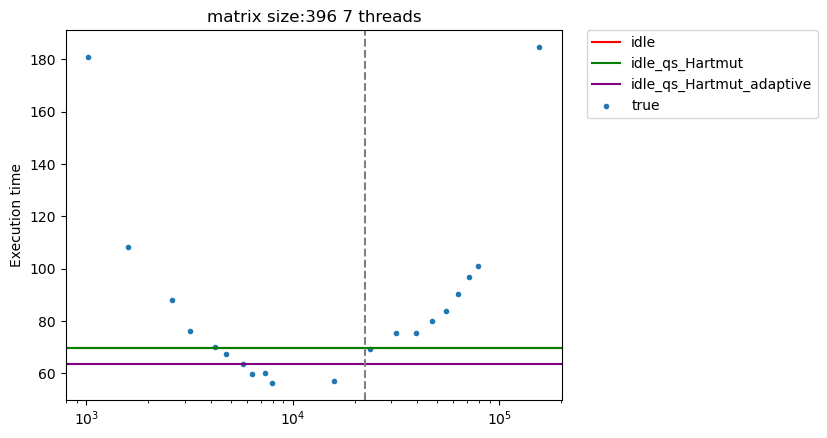 matrix size:396 7 threads
Execution time
180
160
140
120
100
80
60
10³
10⁴
10⁵
idle
idle_qs_Hartmut
idle_qs_Hartmut_adaptive
true